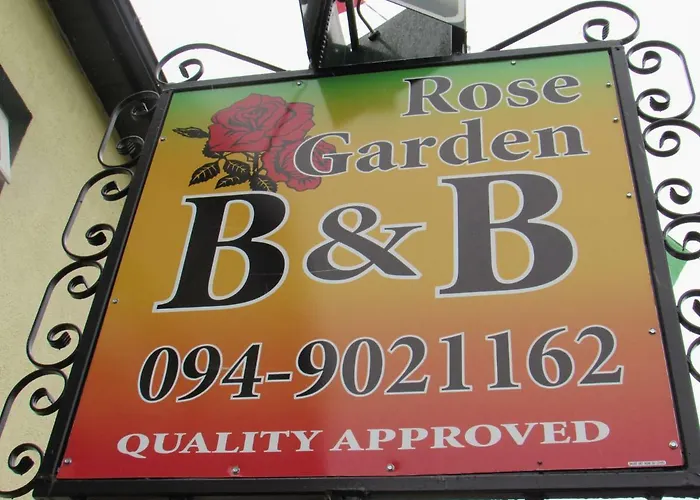 Rose
Garden
B & B
094-9021162
QUALITY APPROVED